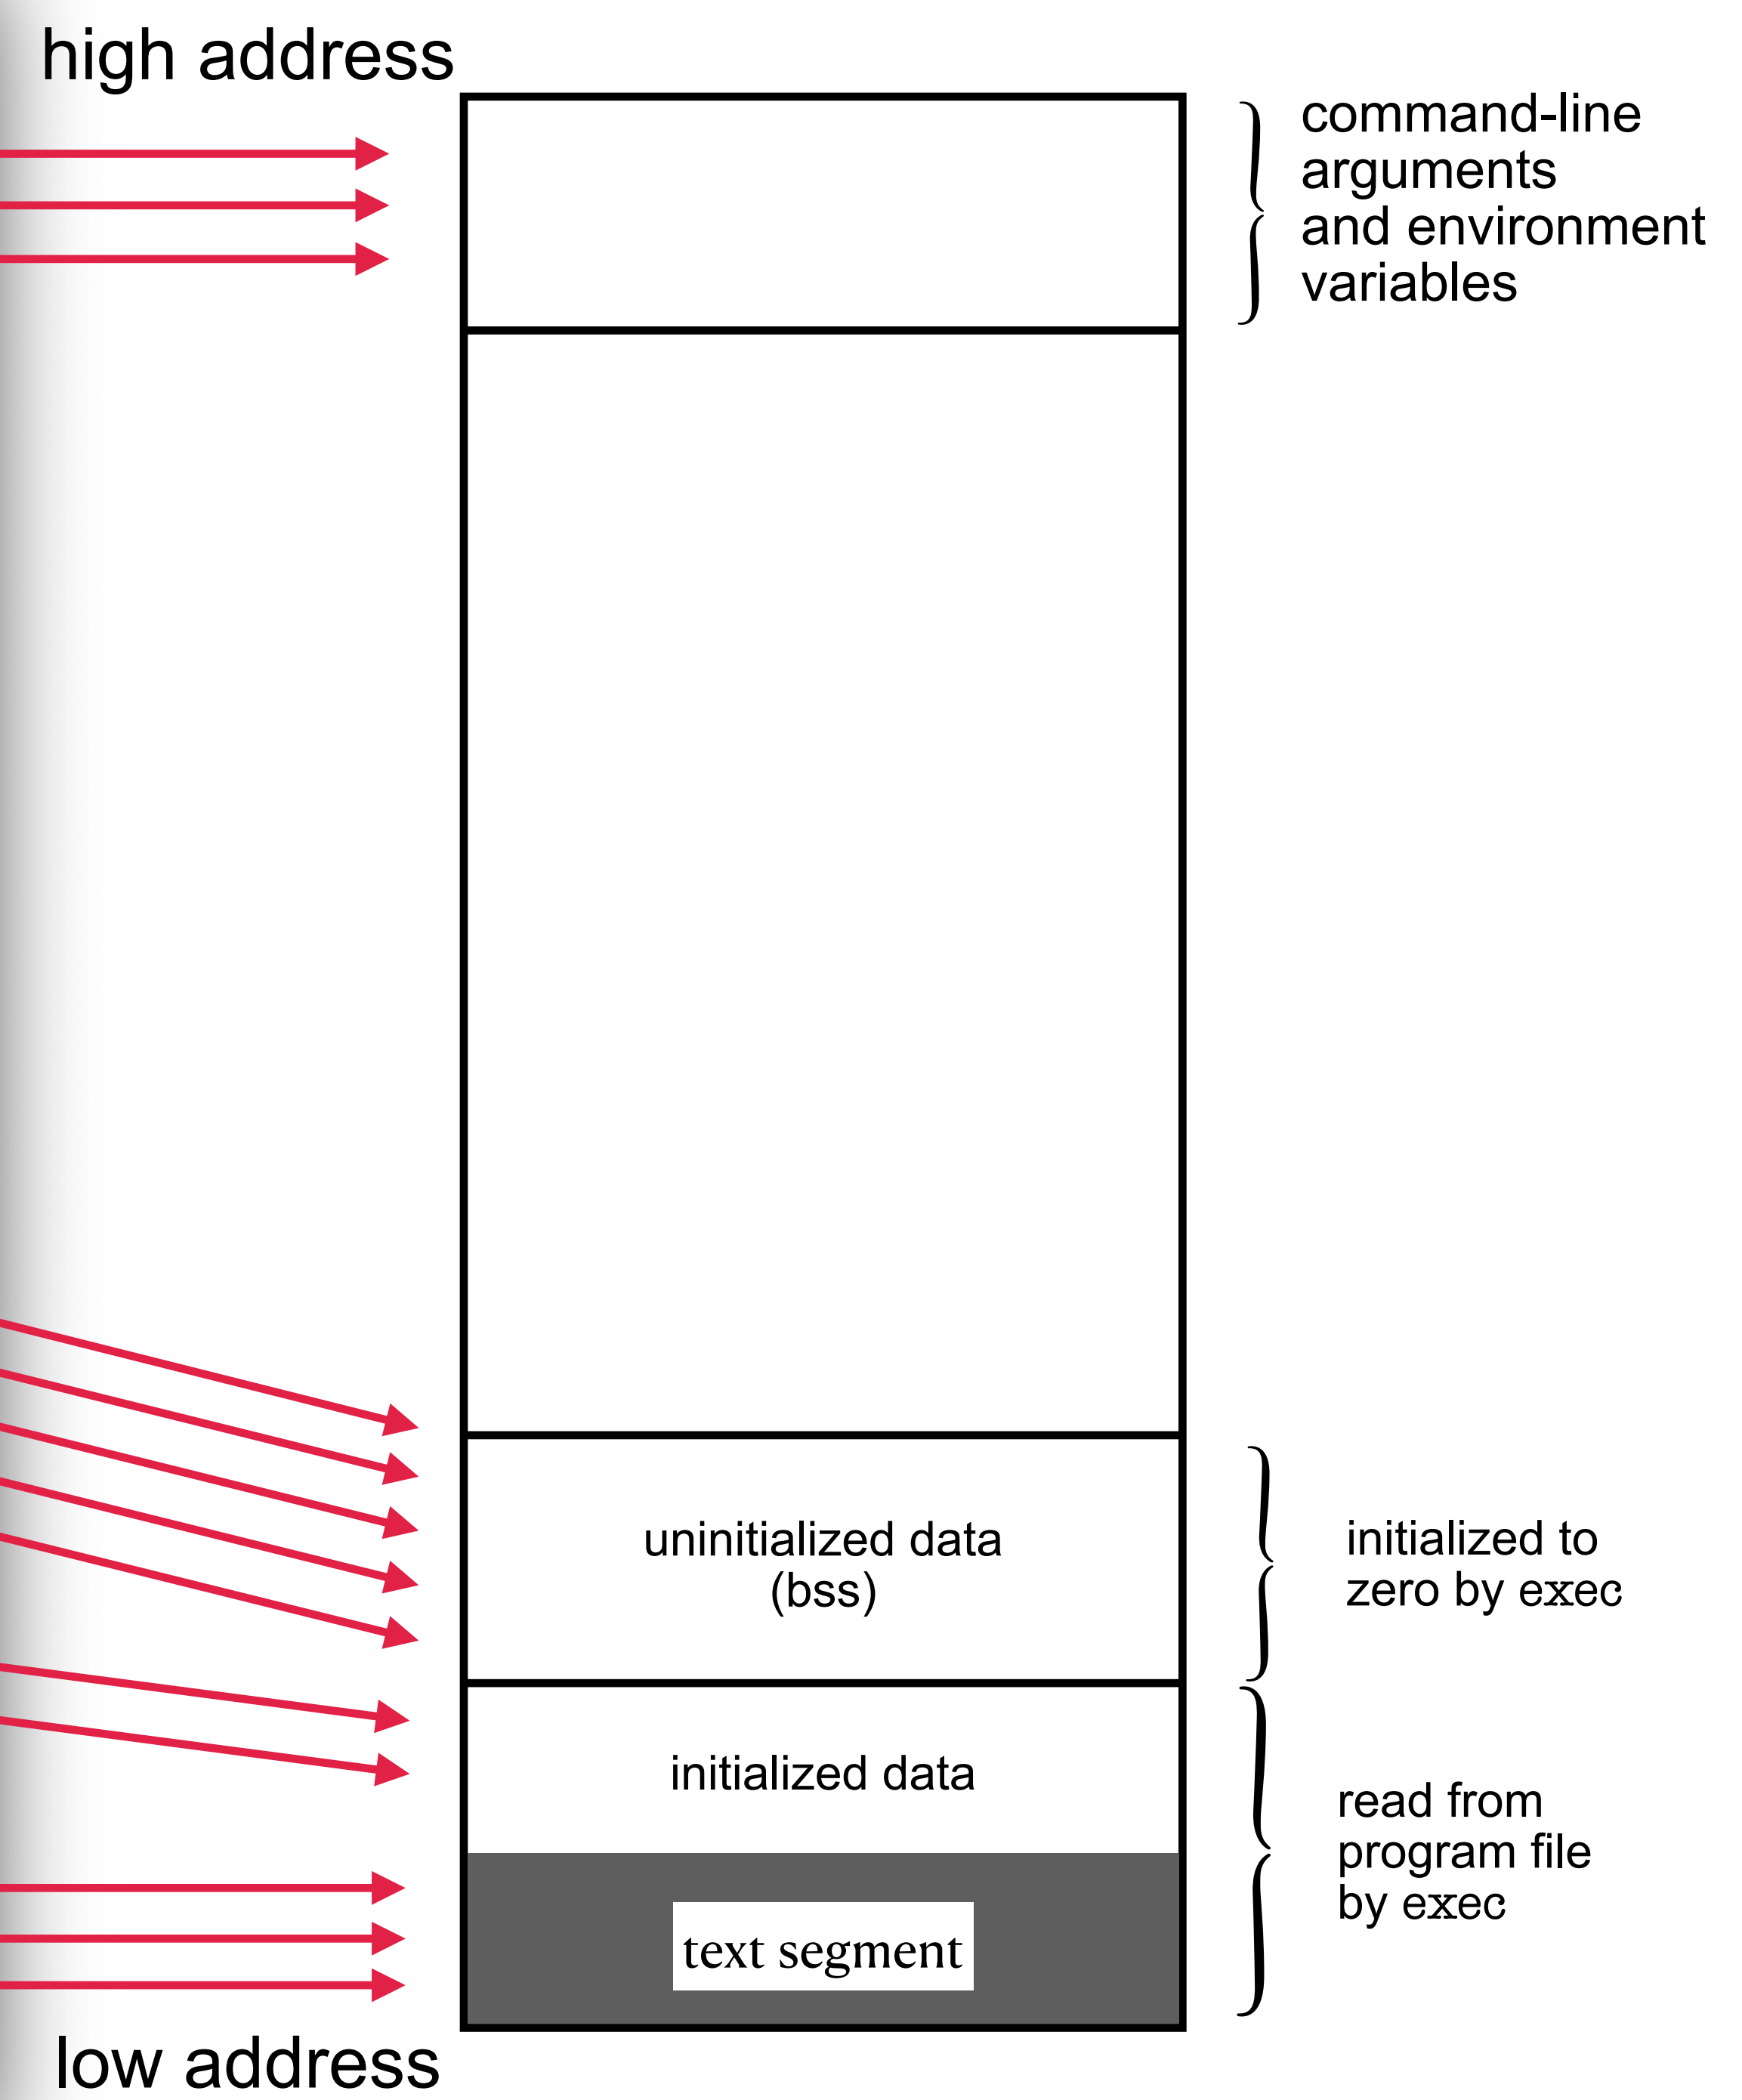 high address
command-line
arguments
and environment
variables
uninitialized data
(bss)
initialized to
zero by exec
initialized data
read from
program file
by exec
text segment
low address